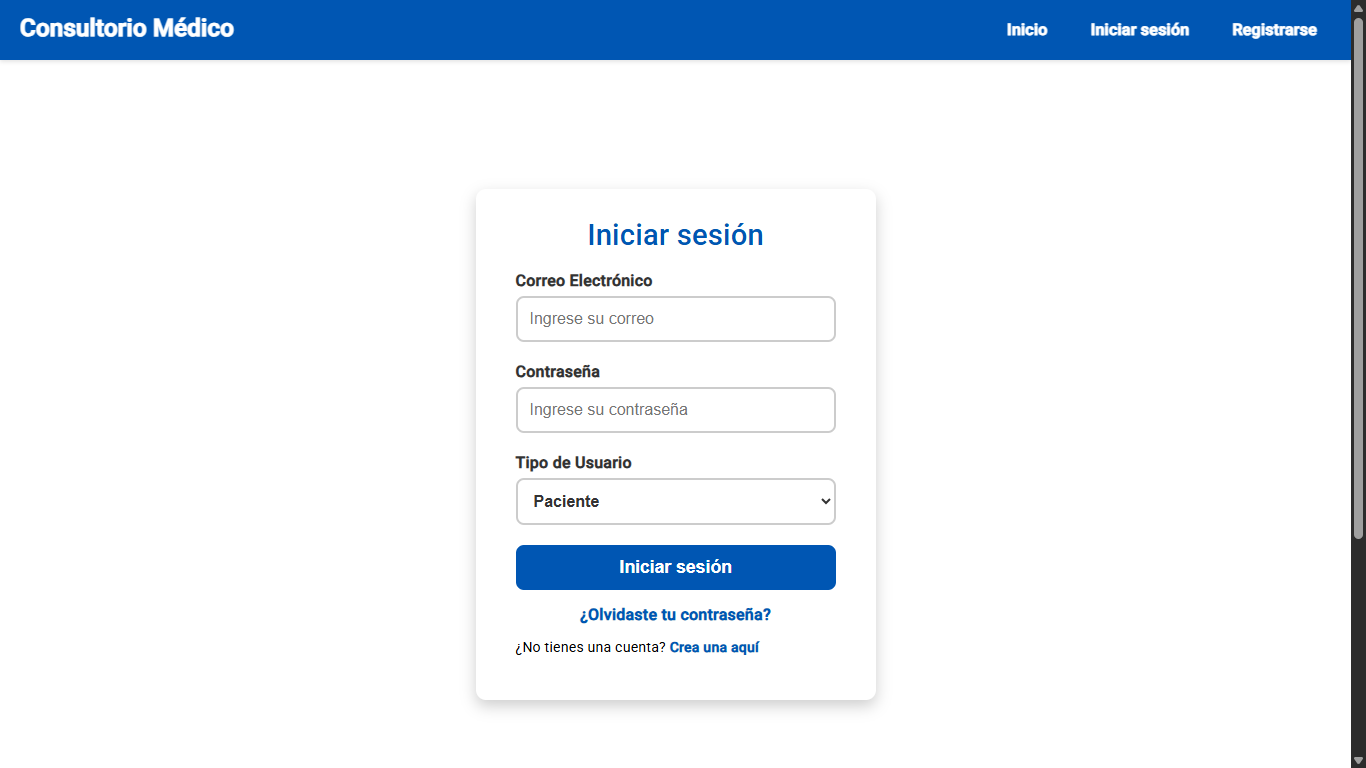 Consultorio Médico
Inicio Iniciar sesión Registrarse
Iniciar sesión
Correo Electrónico
Ingrese su correo
Contraseña
Ingrese su contraseña
Tipo de Usuario
Paciente
Iniciar sesión
¿Olvidaste tu contraseña?
¿No tienes una cuenta? Crea una aquí